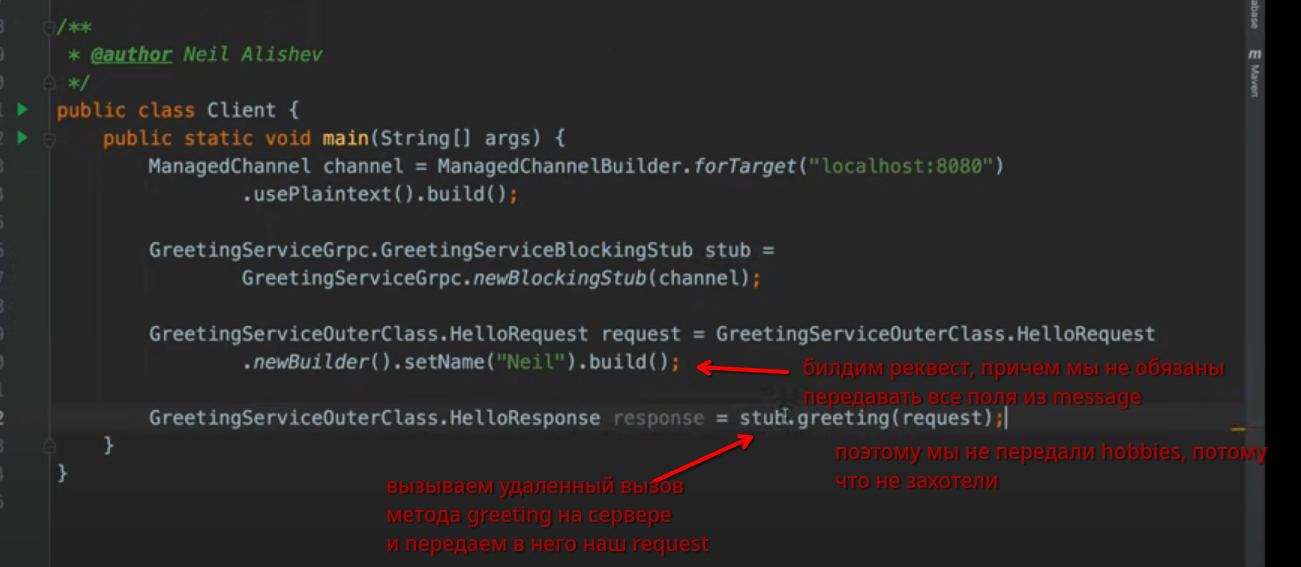 abase
/**
* @author Neil Alishev
*/
m
Maven
public class Client {
public static void main(String[] args) {
ManagedChannel channel = ManagedChannelBuilder.forTarget("localhost:8080")
.usePlaintext().build();
GreetingServiceGrpc.GreetingServiceBlockingStub stub =
GreetingServiceGrpc.newBlockingStub(channel);
GreetingServiceOuterClass.HelloRequest request = GreetingServiceOuterClass.HelloRequest
.newBuilder().setName("Neil").build();
билдим реквест, причем мы не обязаны
передавать все поля из message
GreetingServiceOuterClass.HelloResponse response = stub.greeting(request);
}
поэтому мы не передали hobbies, потому
что не захотели
}
вызываем удаленный вызов
метода greeting на сервере
и передаем в него наш request